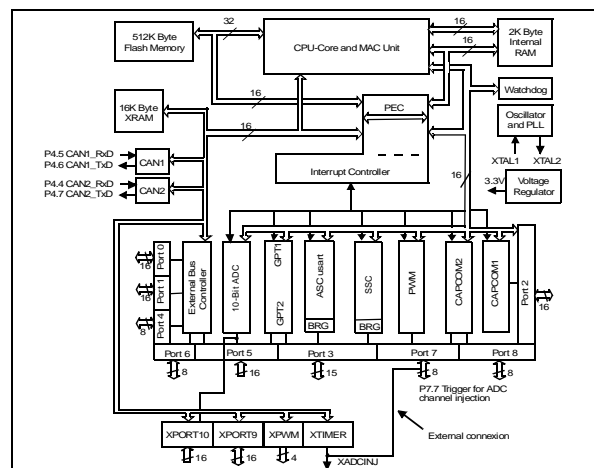 512K Byte
Flash Memory
32
CPU-Core and MAC Unit
16
16
2K Byte
Internal
RAM
Watchdog
16
PEC
Oscillator
and PLL
16K Byte
XRAM
16
XTAL1
XTAL2
P4.5 CAN1_RxD
P4.6 CAN1_TxD
CAN1
Interrupt Controller
16
3.3V
Voltage
Regulator
P4.4 CAN2_RxD
P4.7 CAN2_TxD
CAN2
Port 0
16
Port 1
16
Port 4
8
External Bus
Controller
10-Bit ADC
GPT1
GPT2
ASC usart
BRG
SSC
BRG
PWM
CAPCOM2
CAPCOM1
Port 2
16
Port 6
Port 5
Port 3
Port 7
Port 8
8
16
15
8
8
P7.7 Trigger for ADC
channel injection
External connexion
XPORT10
XPORT9
XPWM
XTIMER
16
16
4
XADCINJ